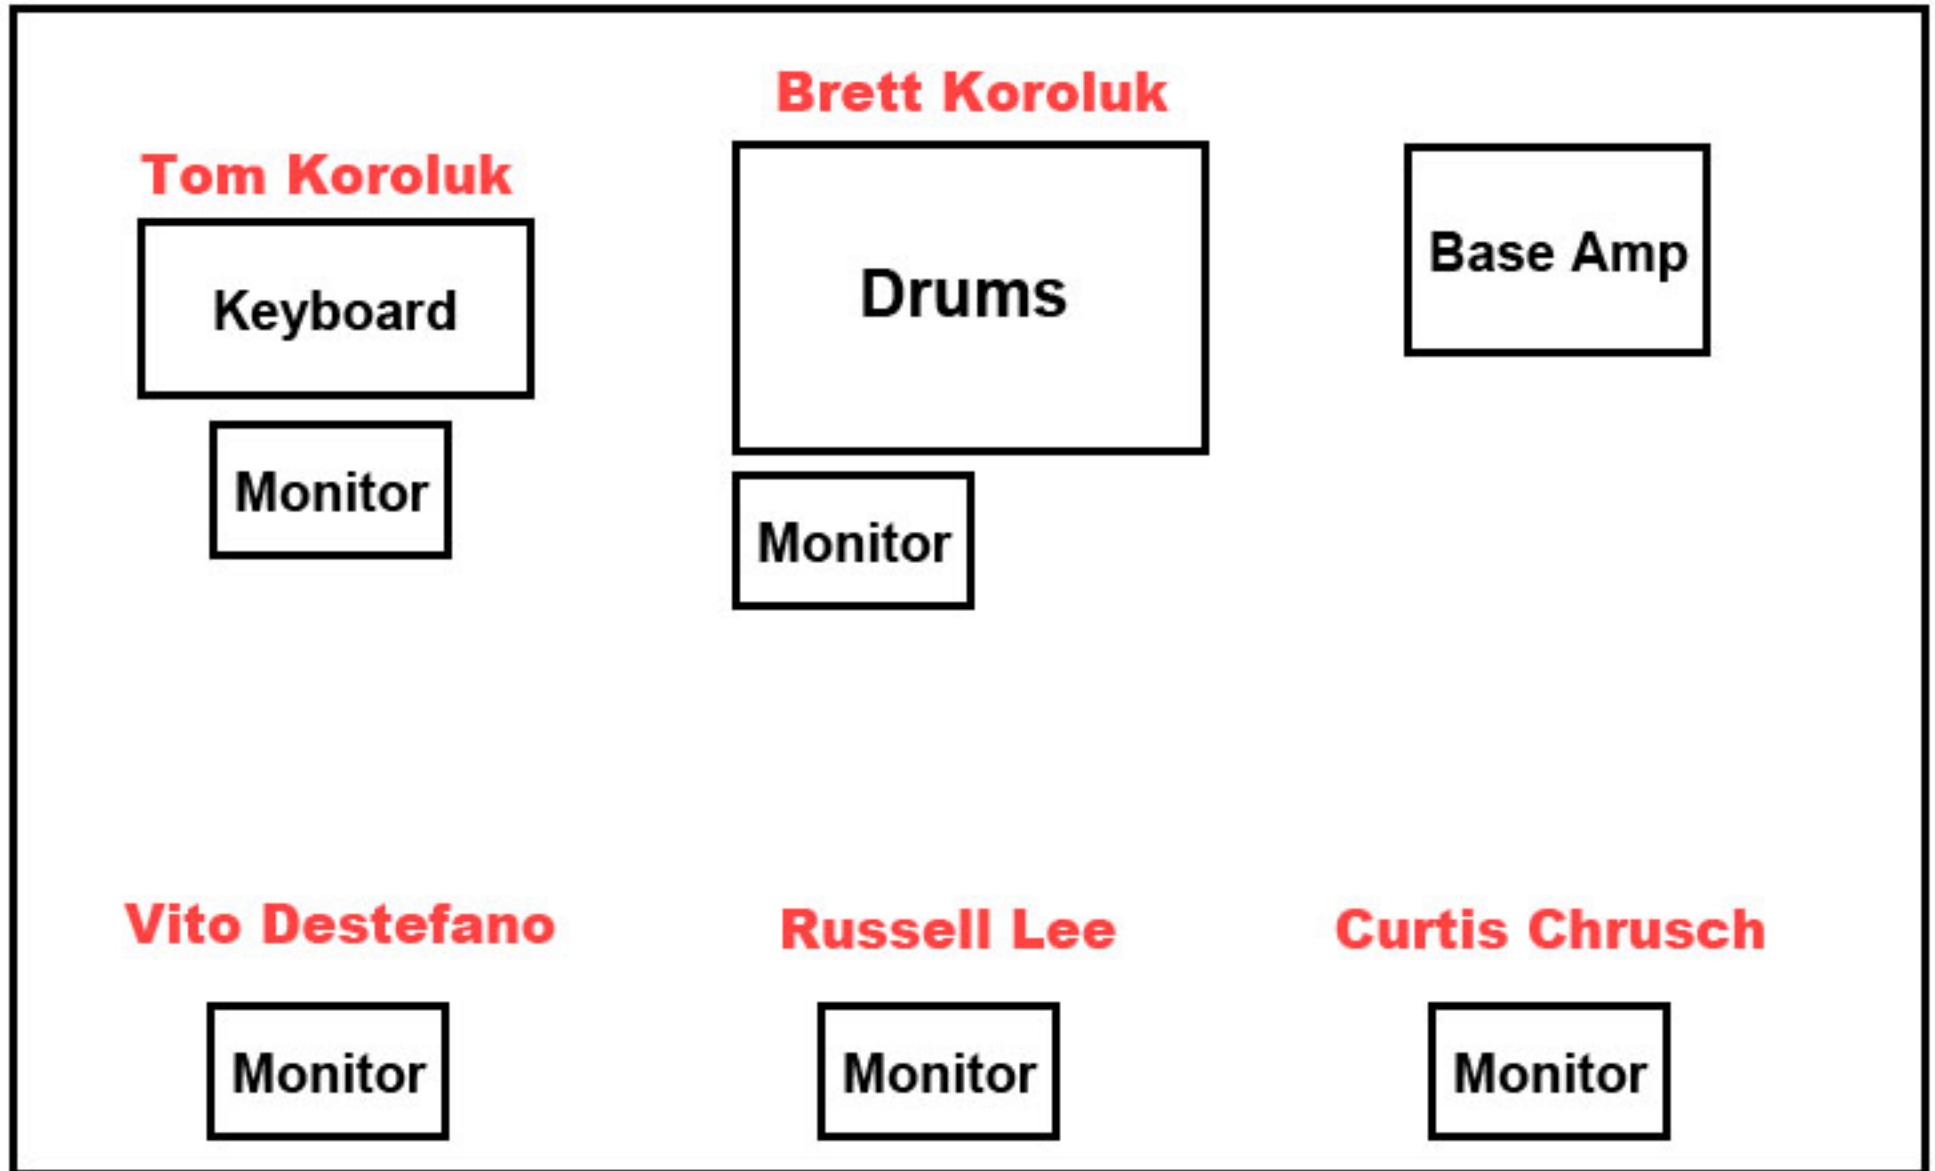 Brett Koroluk
Tom Koroluk
Keyboard
Drums
Base Amp
Monitor
Monitor
Vito Destefano
Russell Lee
Curtis Chrusch
Monitor
Monitor
Monitor